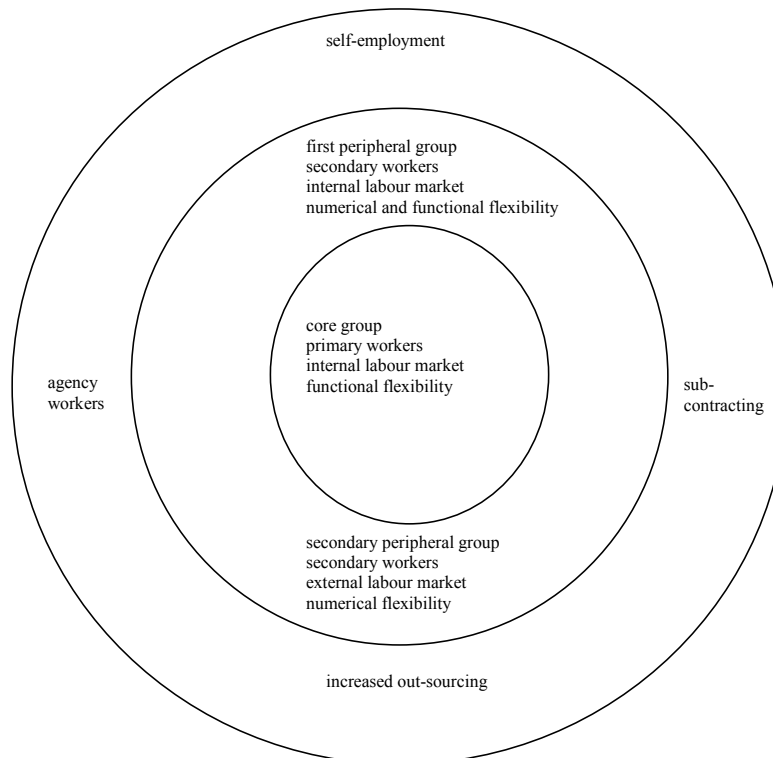 self-employment
first peripheral group
secondary workers
internal labour market
numerical and functional flexibility
core group
primary workers
internal labour market
functional flexibility
agency
workers
sub-
contracting
secondary peripheral group
secondary workers
external labour market
numerical flexibility
increased out-sourcing